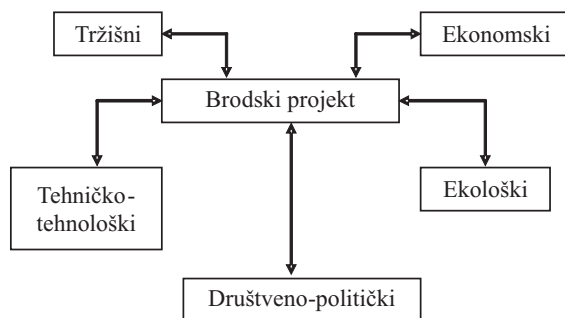 Tržišni
Ekonomski
Brodski projekt
Tehničko-
tehnološki
Ekološki
Društveno-politički